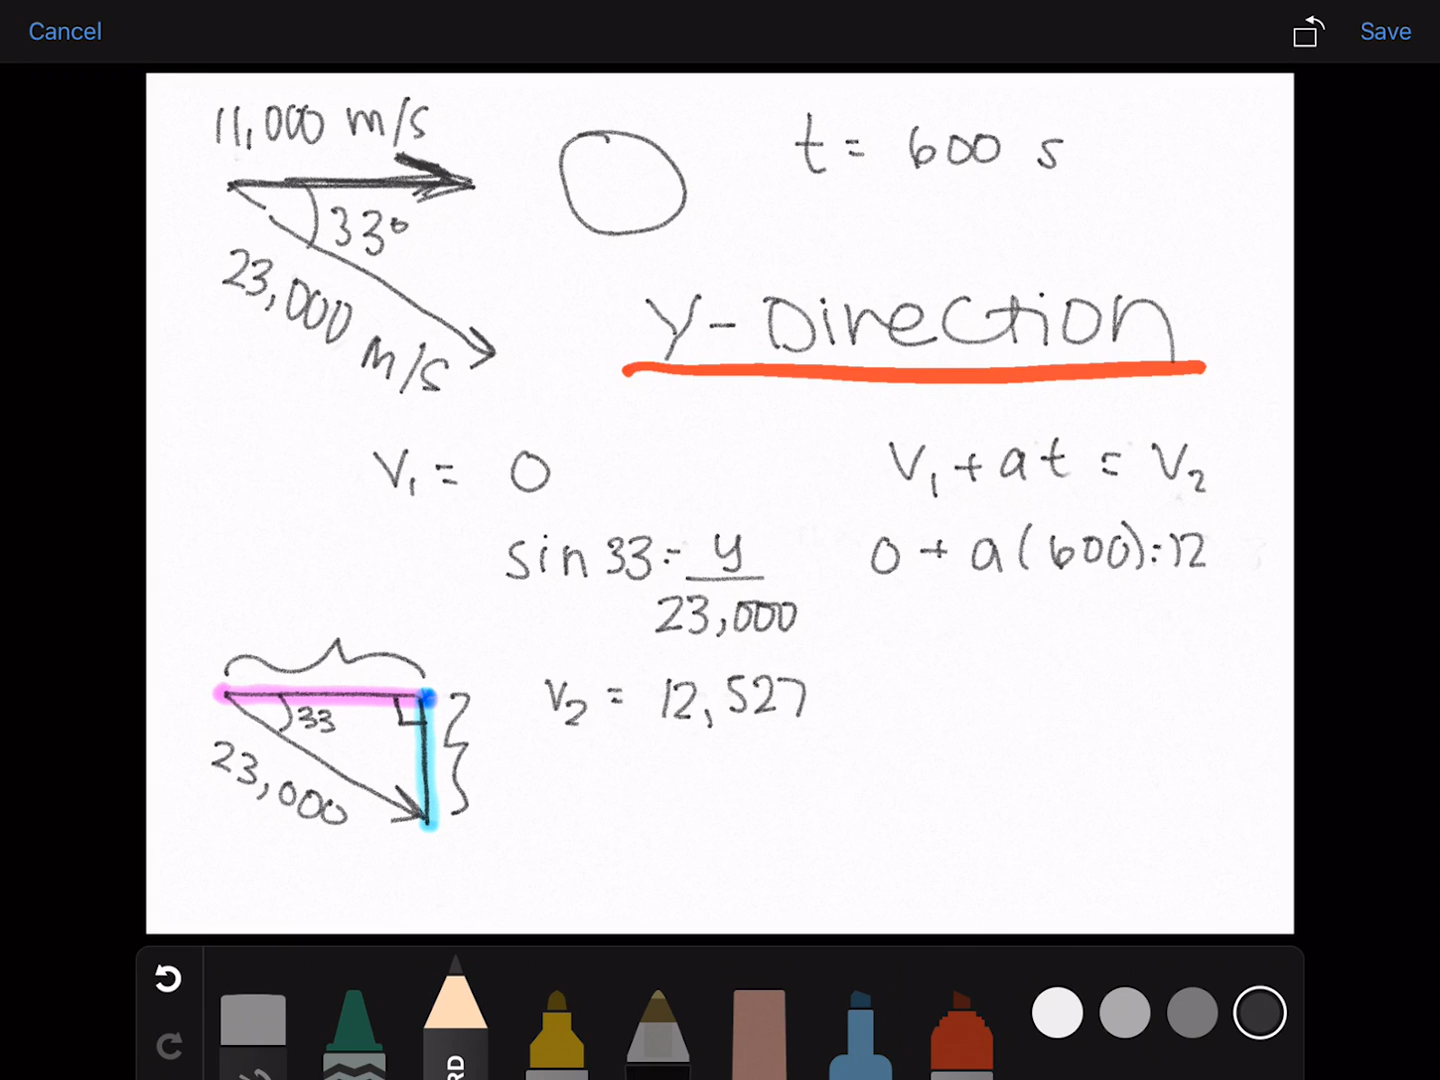 Cancel
Save
11,000 m/s
t = 600 s
33°
23,000 m/s
Y-Direction
V₁ = 0
V₁ + at = V₂
sin 33 = y
23,000
0 + a(600) = 12
33
23,000
V₂ = 12,527